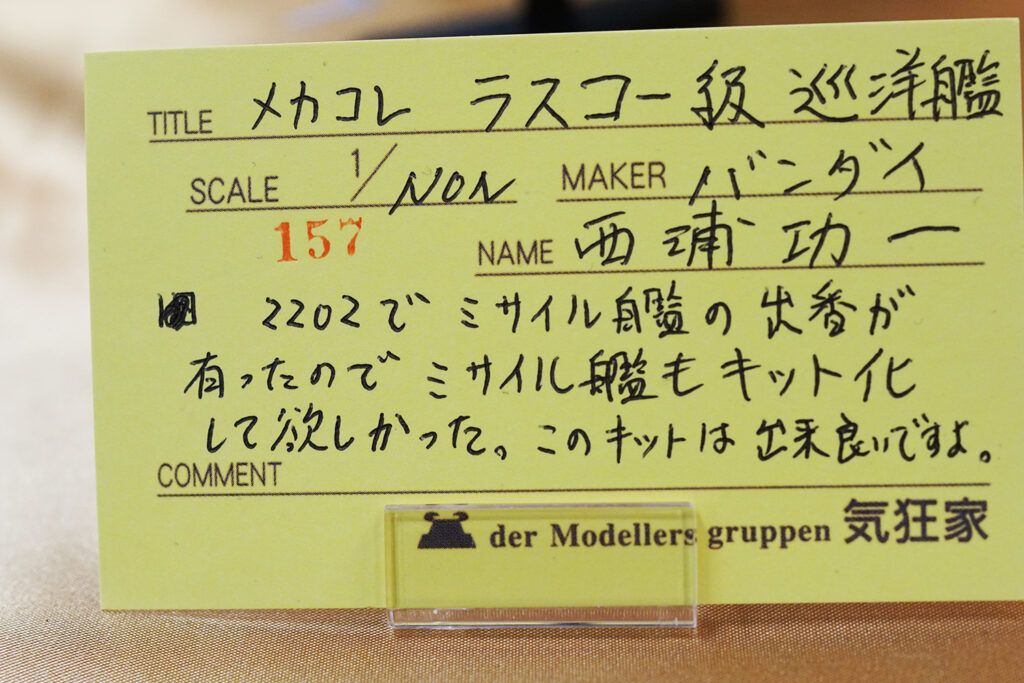 TITLE メカコレ ラスコー級 巡洋艦
SCALE 1/NON MAKER バンダイ
157 NAME 西浦功一
2202でミサイル艦の出番が
有ったのでミサイル艦もキット化
して欲しかった。このキットは出来良いですよ。
COMMENT
der Modellers gruppen 気狂家